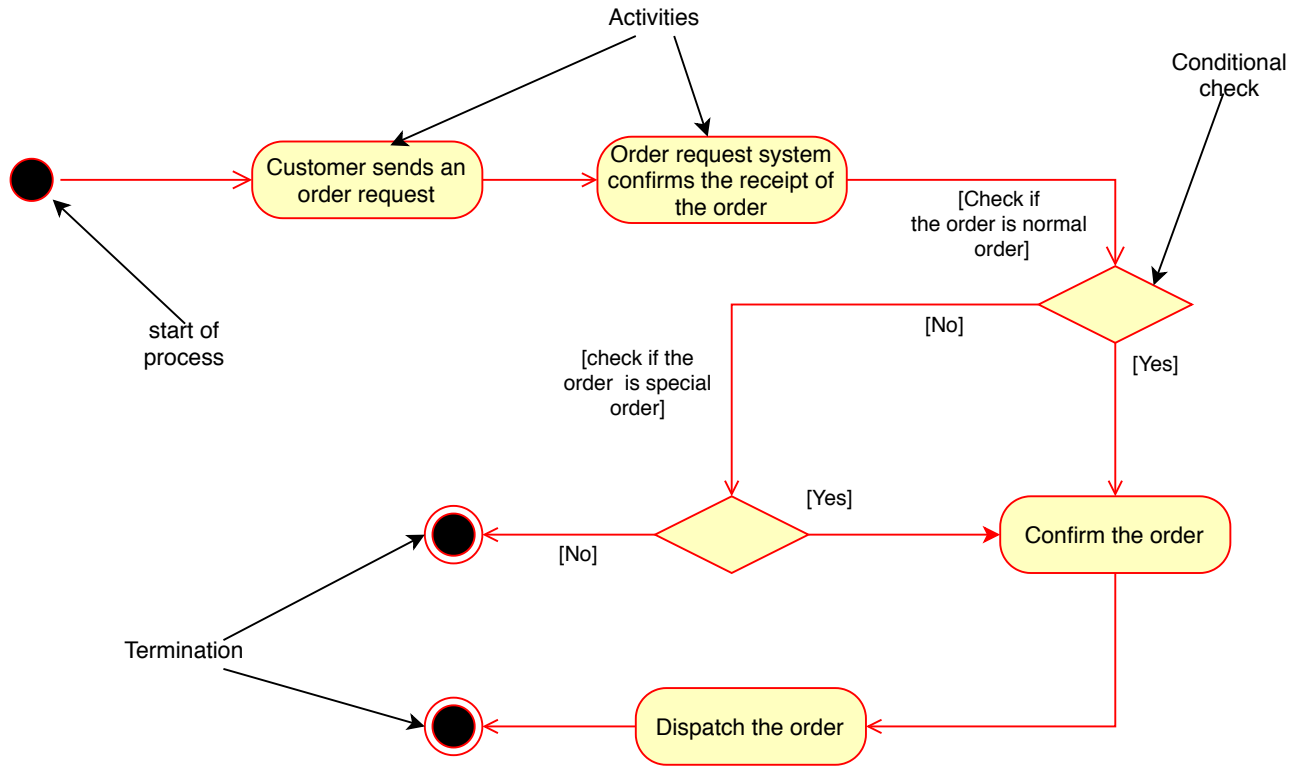 Activities
Conditional
check
Customer sends an
order request
Order request system
confirms the receipt of
the order
[Check if
the order is normal
order]
start of
process
[No]
[check if the
order  is special
order]
[Yes]
[Yes]
Confirm the order
[No]
Termination
Dispatch the order